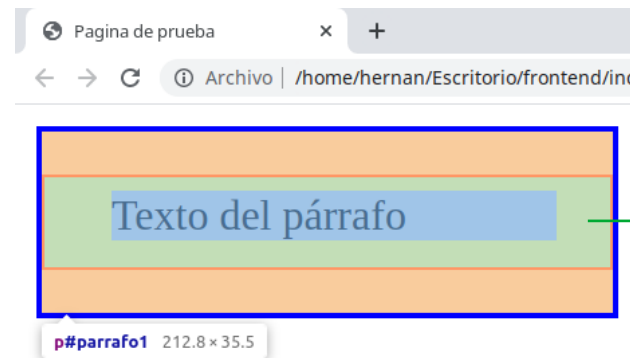 Pagina de prueba
Archivo /home/hernan/Escritorio/frontend/in
Texto del párrafo
p#parrafo1 212.8 × 35.5